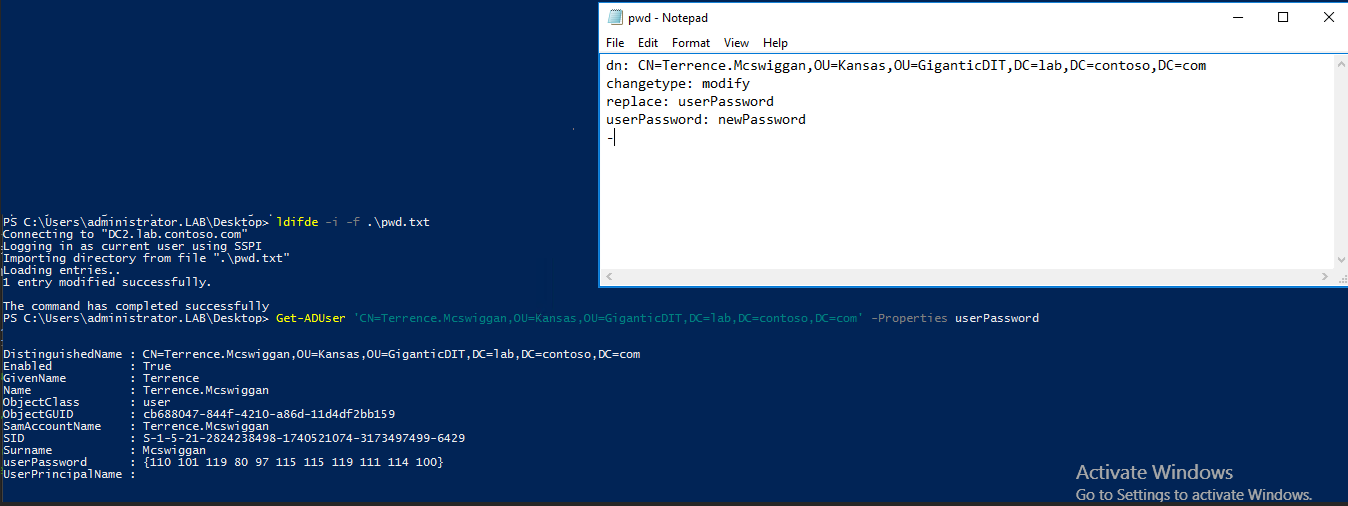 pwd - Notepad
File Edit Format View Help
dn: CN=Terrence.Mcswiggan,OU=Kansas,OU=GiganticDIT,DC=lab,DC=contoso,DC=com
changetype: modify
replace: userPassword
userPassword: newPassword
-
PS C:\Users\administrator.LAB\Desktop> ldifde -i -f .\pwd.txt
Connecting to "DC2.lab.contoso.com"
Logging in as current user using SSPI
Importing directory from file ".\pwd.txt"
Loading entries..
1 entry modified successfully.
The command has completed successfully
PS C:\Users\administrator.LAB\Desktop> Get-ADUser 'CN=Terrence.Mcswiggan,OU=Kansas,OU=GiganticDIT,DC=lab,DC=contoso,DC=com' -Properties userPassword
DistinguishedName : CN=Terrence.Mcswiggan,OU=Kansas,OU=GiganticDIT,DC=lab,DC=contoso,DC=com
Enabled : True
GivenName : Terrence
Name : Terrence.Mcswiggan
ObjectClass : user
ObjectGUID : cb688047-844f-4210-a86d-11d4df2bb159
SamAccountName : Terrence.Mcswiggan
SID : S-1-5-21-2824238498-1740521074-3173497499-6429
Surname : Mcswiggan
userPassword : {110 101 119 80 97 115 115 119 111 114 100}
UserPrincipalName :
Activate Windows
Go to Settings to activate Windows.